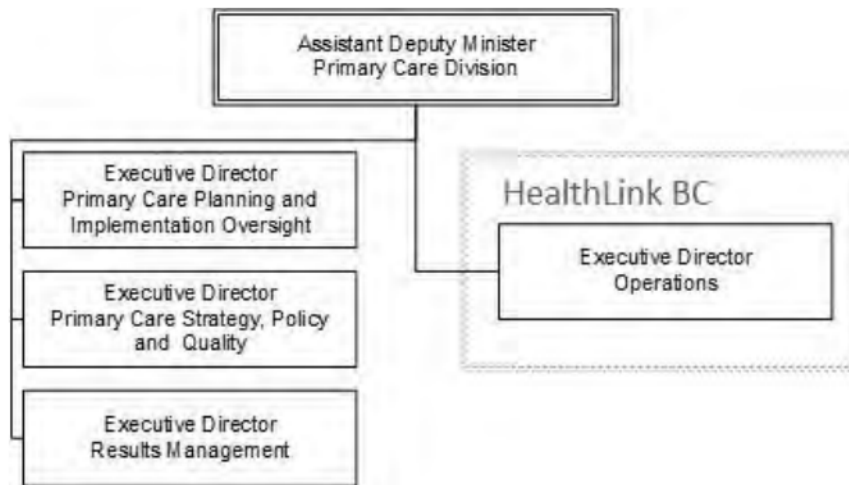 Assistant Deputy Minister
Primary Care Division
Executive Director
Primary Care Planning and
Implementation Oversight
HealthLink BC
Executive Director
Operations
Executive Director
Primary Care Strategy, Policy
and Quality
Executive Director
Results Management